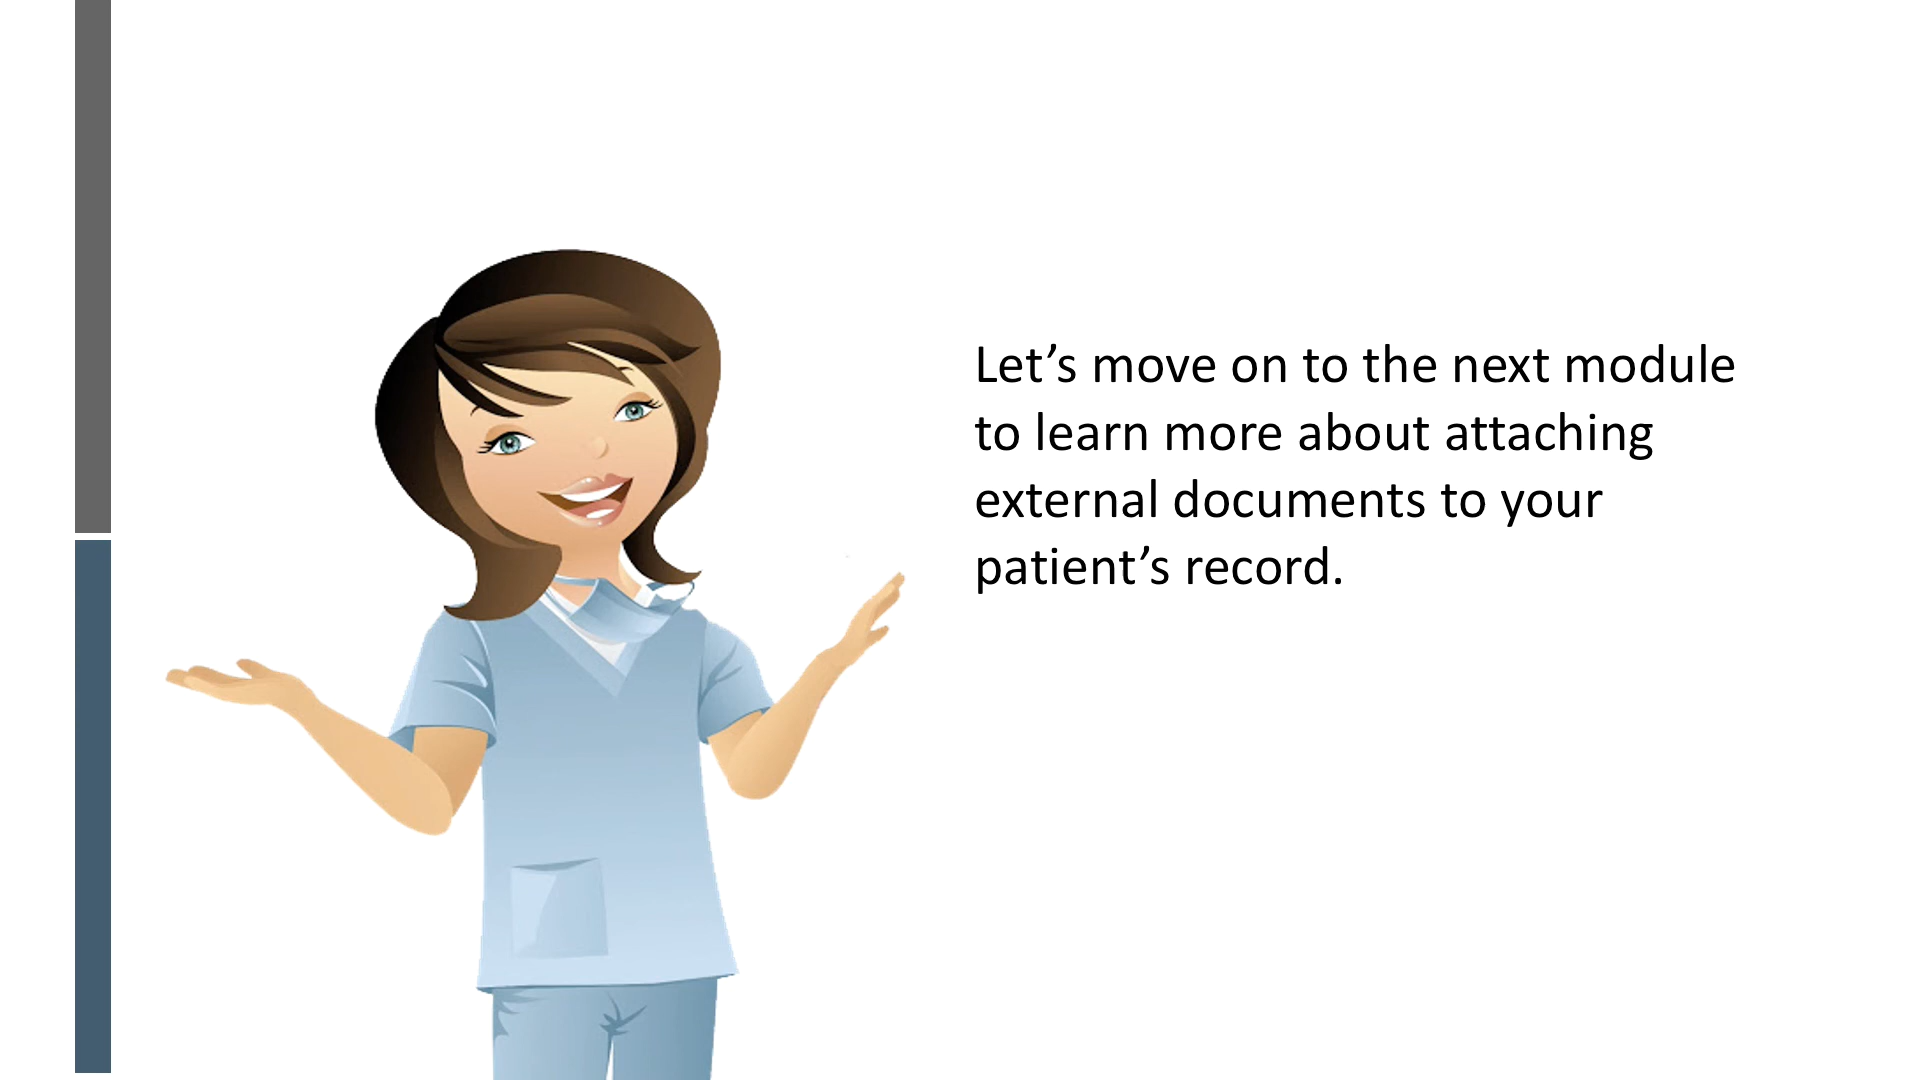 Let’s move on to the next module
to learn more about attaching
external documents to your
patient’s record.